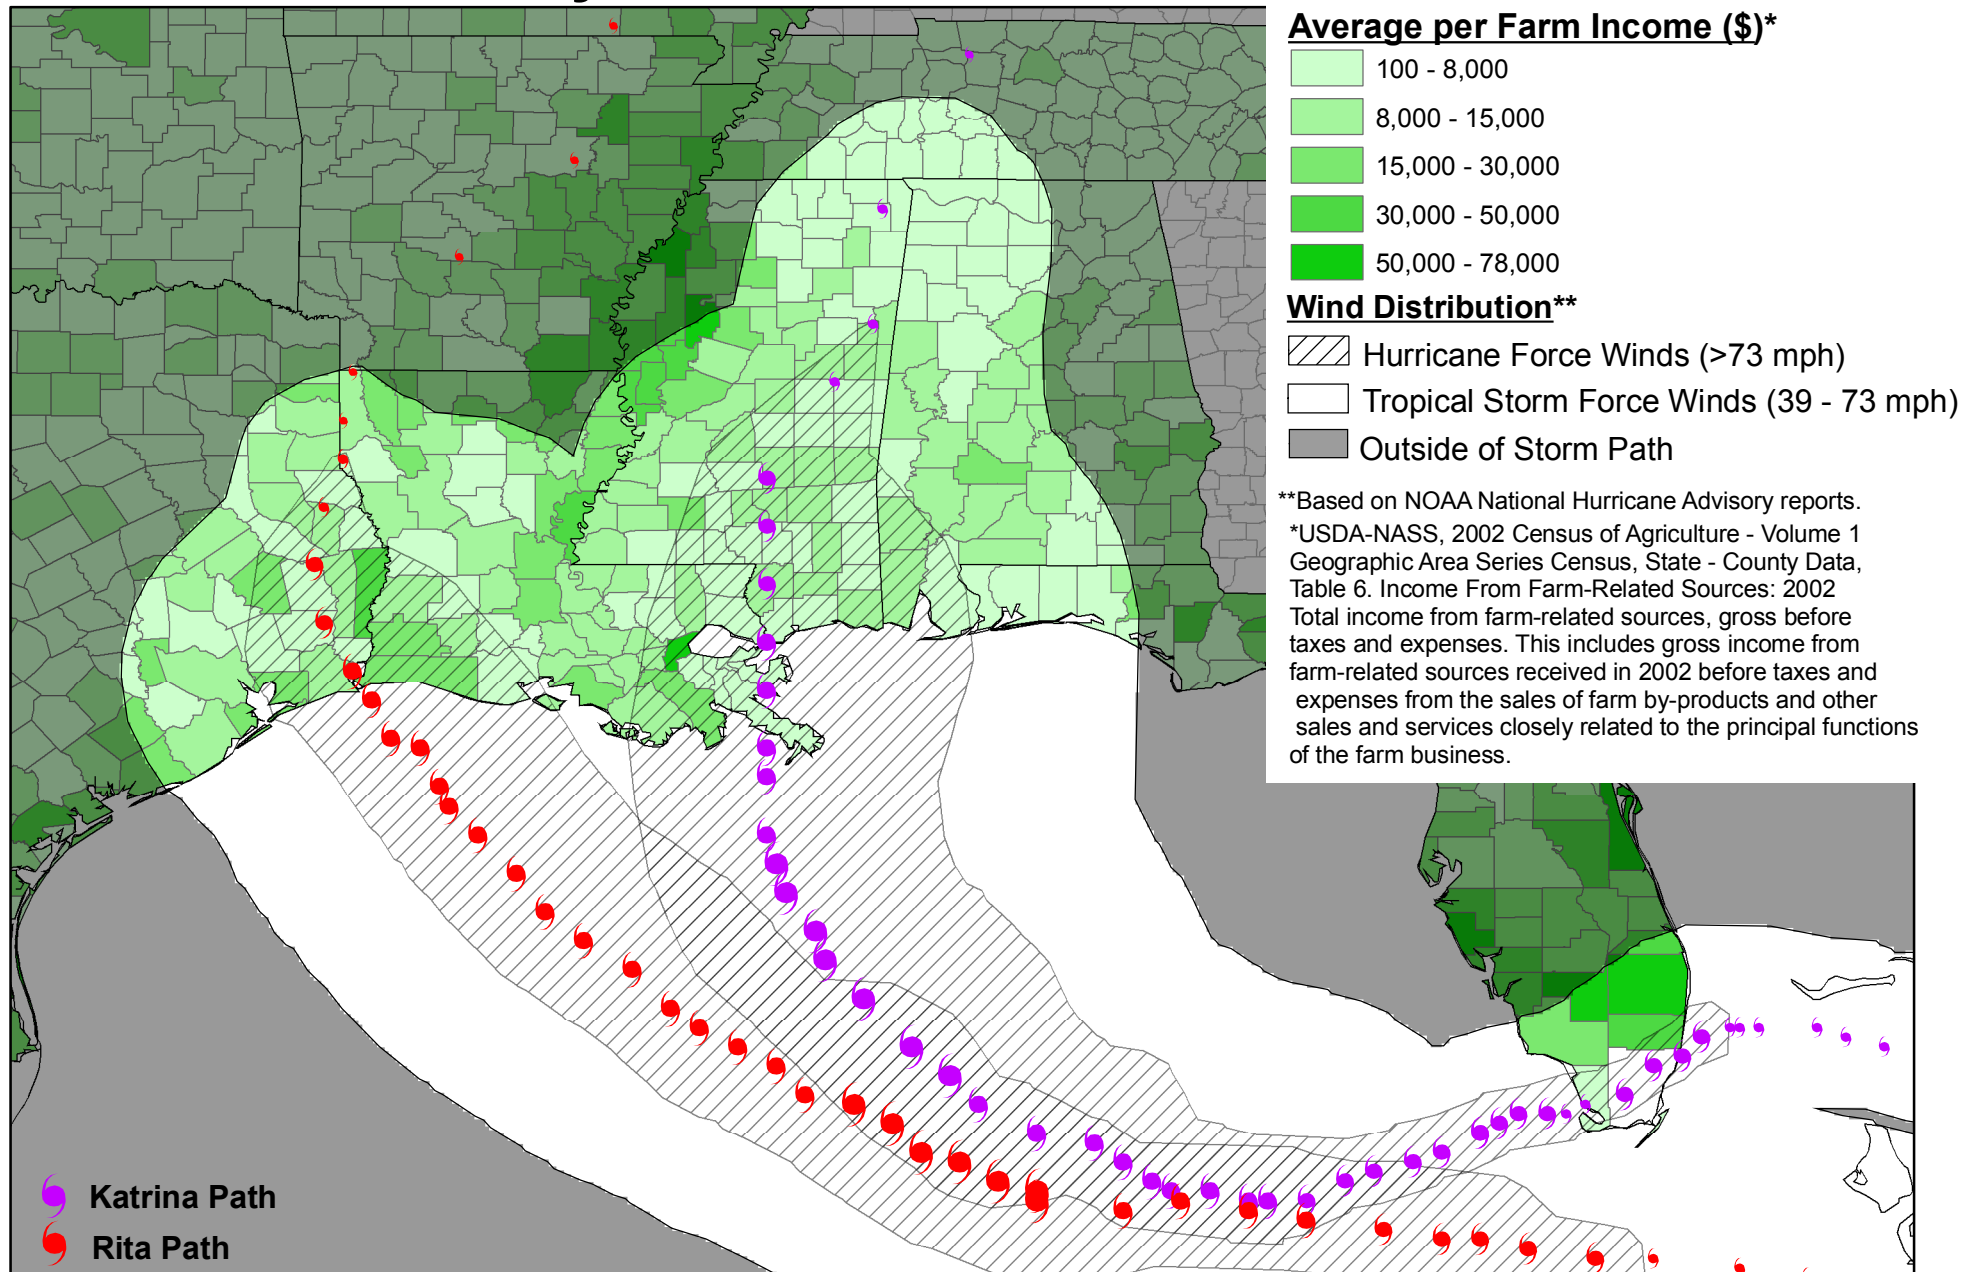 Average per Farm Income ($)*
100 - 8,000
8,000 - 15,000
15,000 - 30,000
30,000 - 50,000
50,000 - 78,000
Wind Distribution**
Hurricane Force Winds (>73 mph)
Tropical Storm Force Winds (39 - 73 mph)
Outside of Storm Path
**Based on NOAA National Hurricane Advisory reports.
*USDA-NASS, 2002 Census of Agriculture - Volume 1
Geographic Area Series Census, State - County Data,
Table 6. Income From Farm-Related Sources: 2002
Total income from farm-related sources, gross before
taxes and expenses. This includes gross income from
farm-related sources received in 2002 before taxes and
expenses from the sales of farm by-products and other
sales and services closely related to the principal functions
of the farm business.
Katrina Path
Rita Path